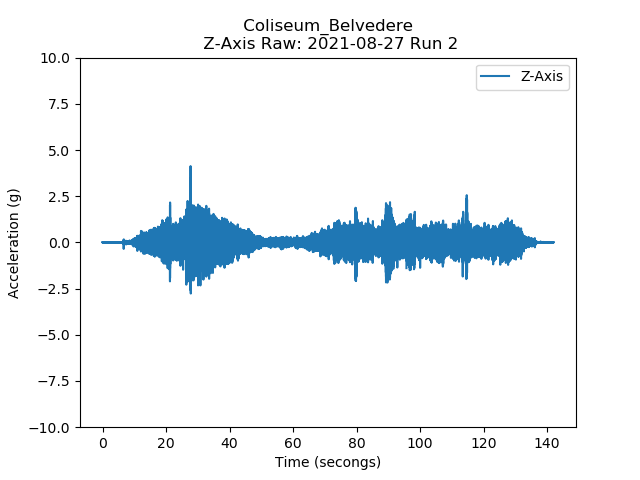 Coliseum_Belvedere
Z-Axis Raw: 2021-08-27 Run 2
Z-Axis
10.0
7.5
5.0
2.5
0.0
−2.5
−5.0
−7.5
−10.0
Acceleration (g)
0 20 40 60 80 100 120 140
Time (secongs)